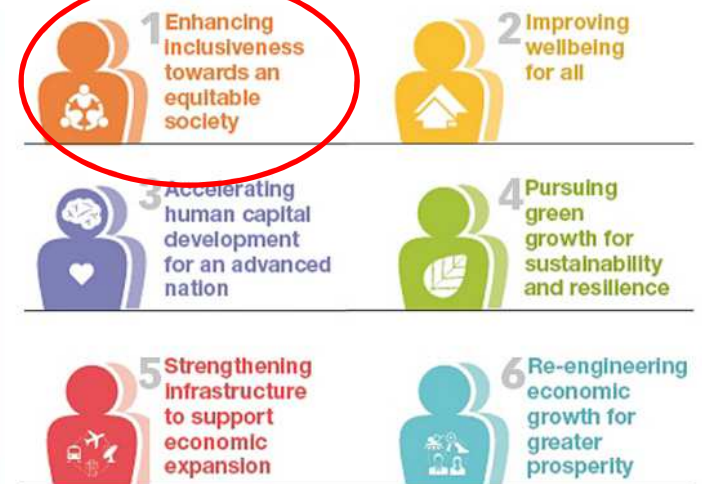 1 Enhancing
inclusiveness
towards an
equitable
society
2 Improving
wellbeing
for all
3 Accelerating
human capital
development
for an advanced
nation
4 Pursuing
green
growth for
sustainability
and resilience
5 Strengthening
infrastructure
to support
economic
expansion
6 Re-engineering
economic
growth for
greater
prosperity